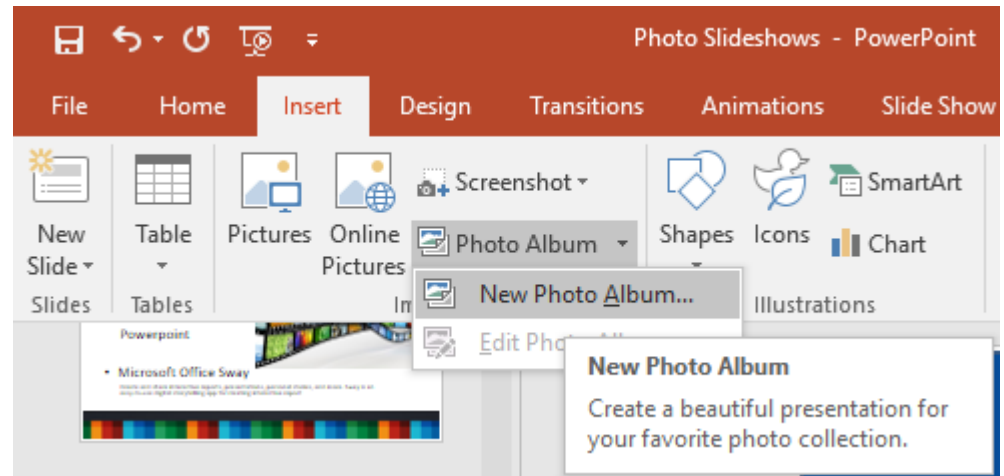 Photo Slideshows - PowerPoint
File Home Insert Design Transitions Animations Slide Show
New Slide
Table
Pictures
Online Pictures
Screenshot
Photo Album
Shapes
Icons
SmartArt
Chart
Slides Tables Illustrations
New Photo Album...
Edit
New Photo Album
Create a beautiful presentation for
your favorite photo collection.
Powerpoint
• Microsoft Office Sway